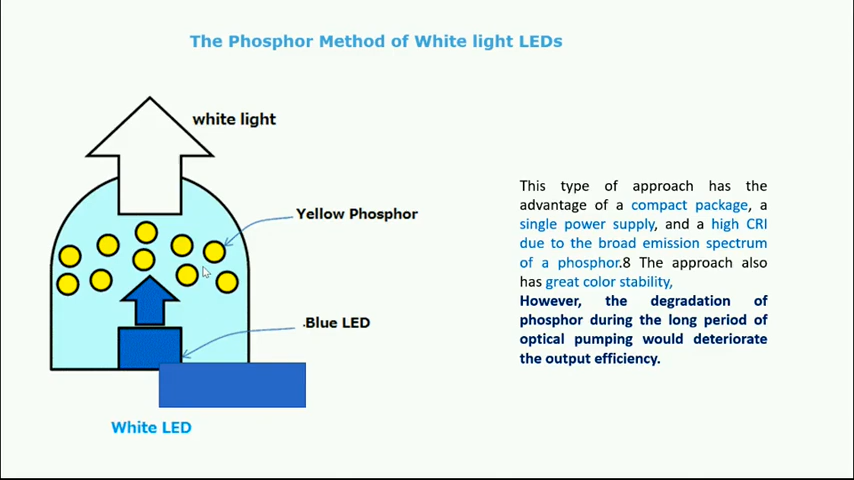 The Phosphor Method of White light LEDs
white light
Yellow Phosphor
.Blue LED
White LED
This type of approach has the
advantage of a compact package, a
single power supply, and a high CRI
due to the broad emission spectrum
of a phosphor.8 The approach also
has great color stability,
However, the degradation of
phosphor during the long period of
optical pumping would deteriorate
the output efficiency.